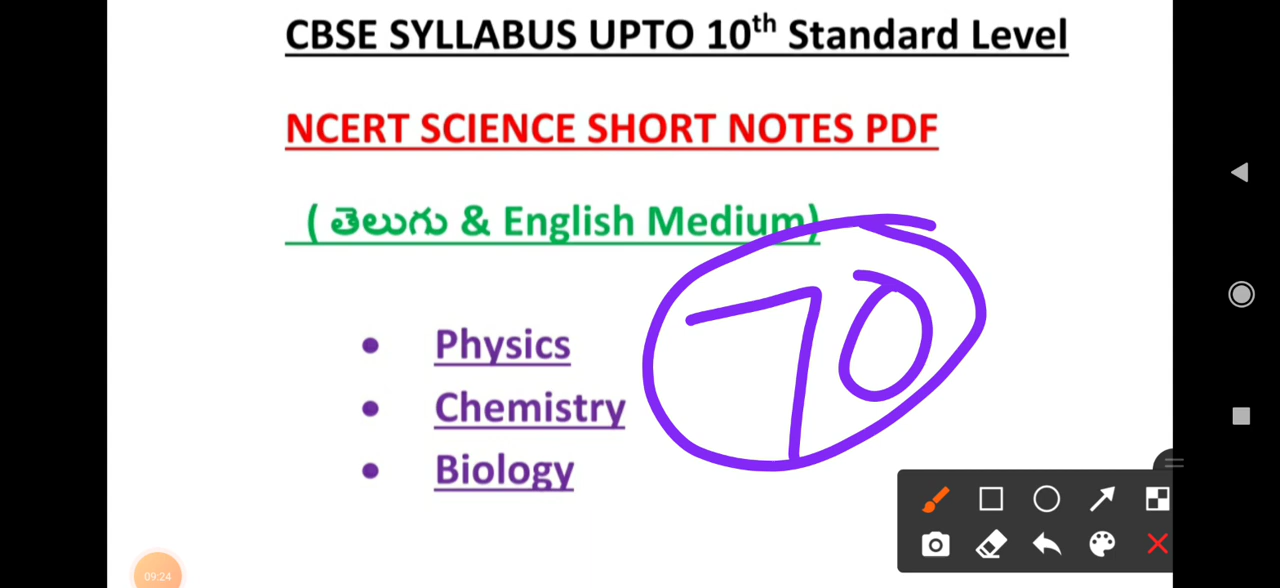 CBSE SYLLABUS UPTO 10th Standard Level
NCERT SCIENCE SHORT NOTES PDF
( తెలుగు & English Medium)
• Physics
70
• Chemistry
• Biology
09:24